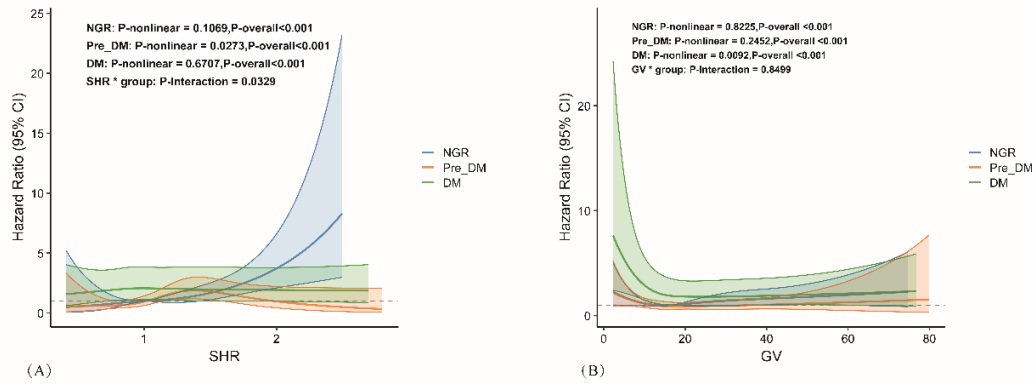 NGR: P-nonlinear = 0.1069,P-overall<0.001
Pre_DM: P-nonlinear = 0.0273,P-overall<0.001
DM: P-nonlinear = 0.6707,P-overall<0.001
SHR * group: P-Interaction = 0.0329
Hazard Ratio (95% CI)
25
20
15
10
5
0
1
2
SHR
NGR
Pre_DM
DM
(A)
NGR: P-nonlinear = 0.8225,P-overall <0.001
Pre_DM: P-nonlinear = 0.2452,P-overall <0.001
DM: P-nonlinear = 0.0092,P-overall <0.001
GV * group: P-Interaction = 0.8499
Hazard Ratio (95% CI)
20
10
0
0
20
40
60
80
GV
NGR
Pre_DM
DM
(B)